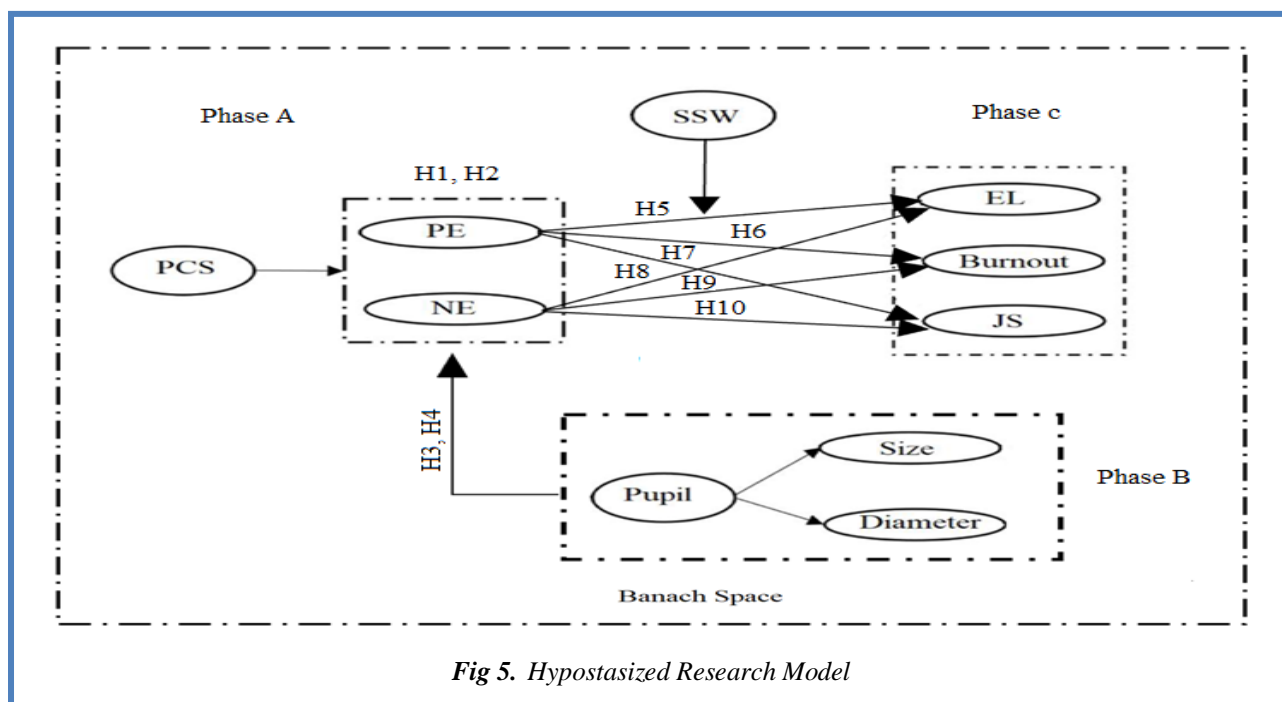 Phase A
SSW
Phase c
H1, H2
PE
NE
PCS
H5
H6
H7
H8
H9
H10
EL
Burnout
JS
H3, H4
Pupil
Size
Diameter
Phase B
Banach Space
Fig 5. Hypostasized Research Model